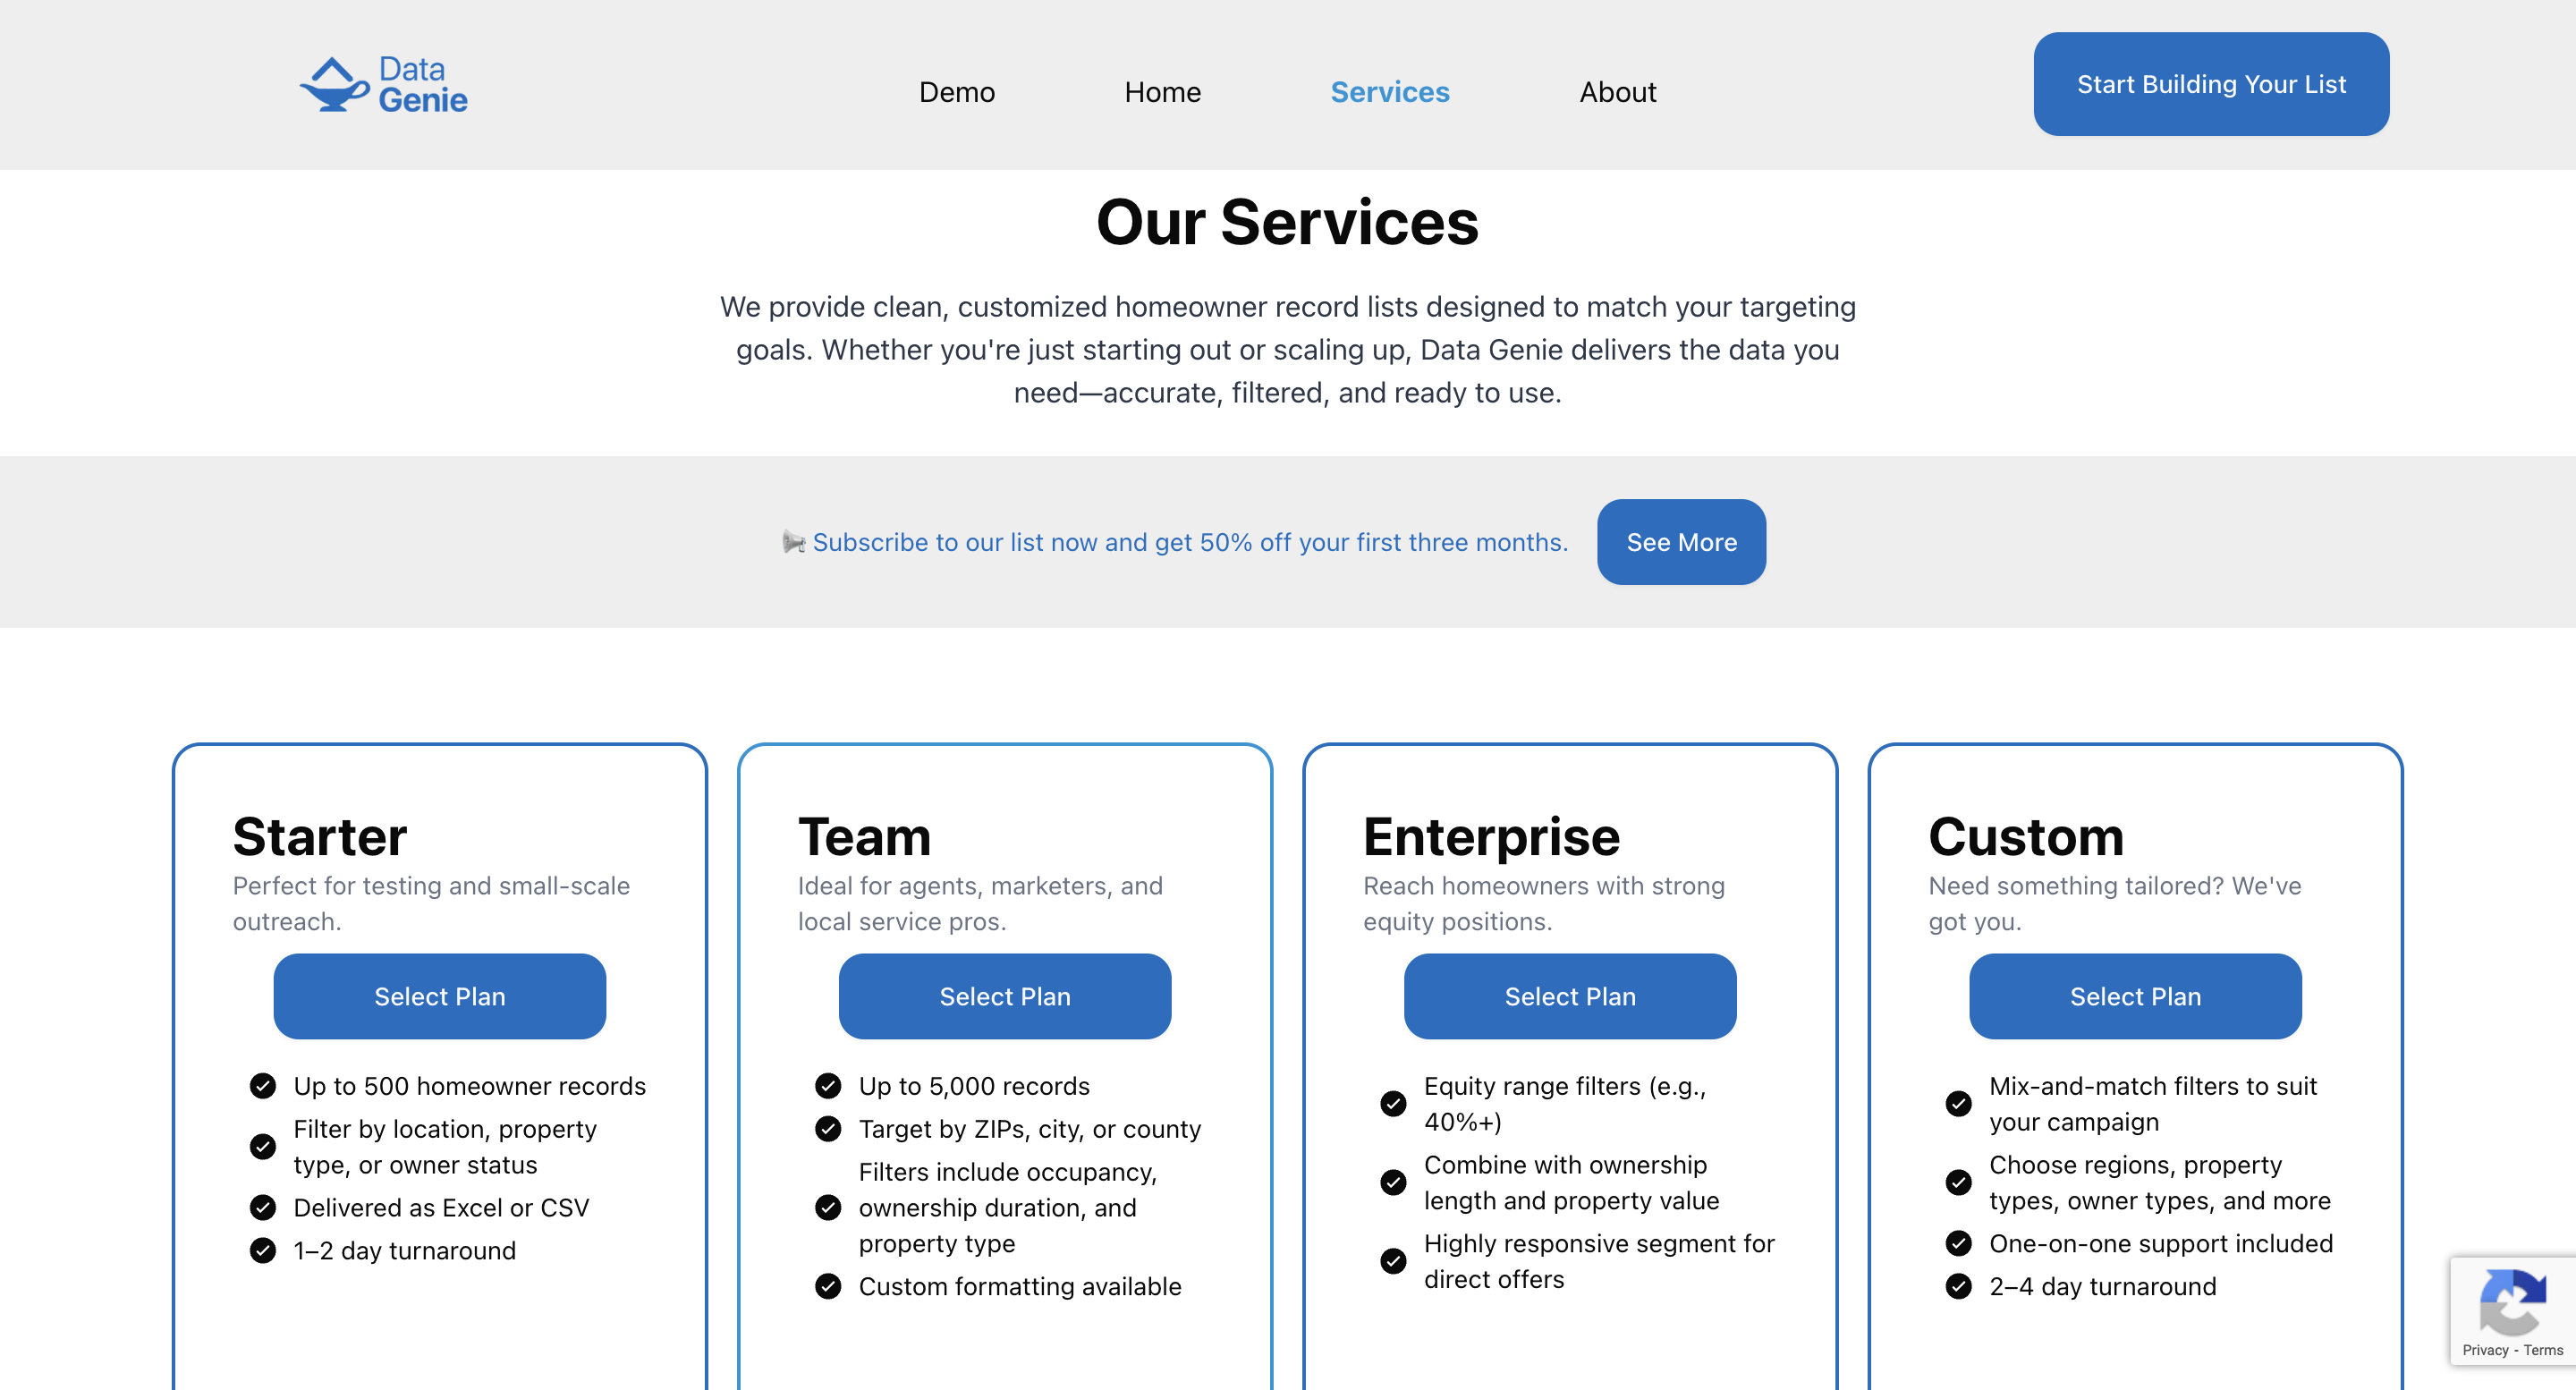 Data
Genie
Demo
Home
Services
About
Start Building Your List
Our Services
We provide clean, customized homeowner record lists designed to match your targeting
goals. Whether you're just starting out or scaling up, Data Genie delivers the data you
need—accurate, filtered, and ready to use.
Subscribe to our list now and get 50% off your first three months.
See More
Starter
Perfect for testing and small-scale
outreach.
Select Plan
Up to 500 homeowner records
Filter by location, property
type, or owner status
Delivered as Excel or CSV
1–2 day turnaround
Team
Ideal for agents, marketers, and
local service pros.
Select Plan
Up to 5,000 records
Target by ZIPs, city, or county
Filters include occupancy,
ownership duration, and
property type
Custom formatting available
Enterprise
Reach homeowners with strong
equity positions.
Select Plan
Equity range filters (e.g.,
40%+)
Combine with ownership
length and property value
Highly responsive segment for
direct offers
Custom
Need something tailored? We've
got you.
Select Plan
Mix-and-match filters to suit
your campaign
Choose regions, property
types, owner types, and more
One-on-one support included
2–4 day turnaround
Privacy - Terms